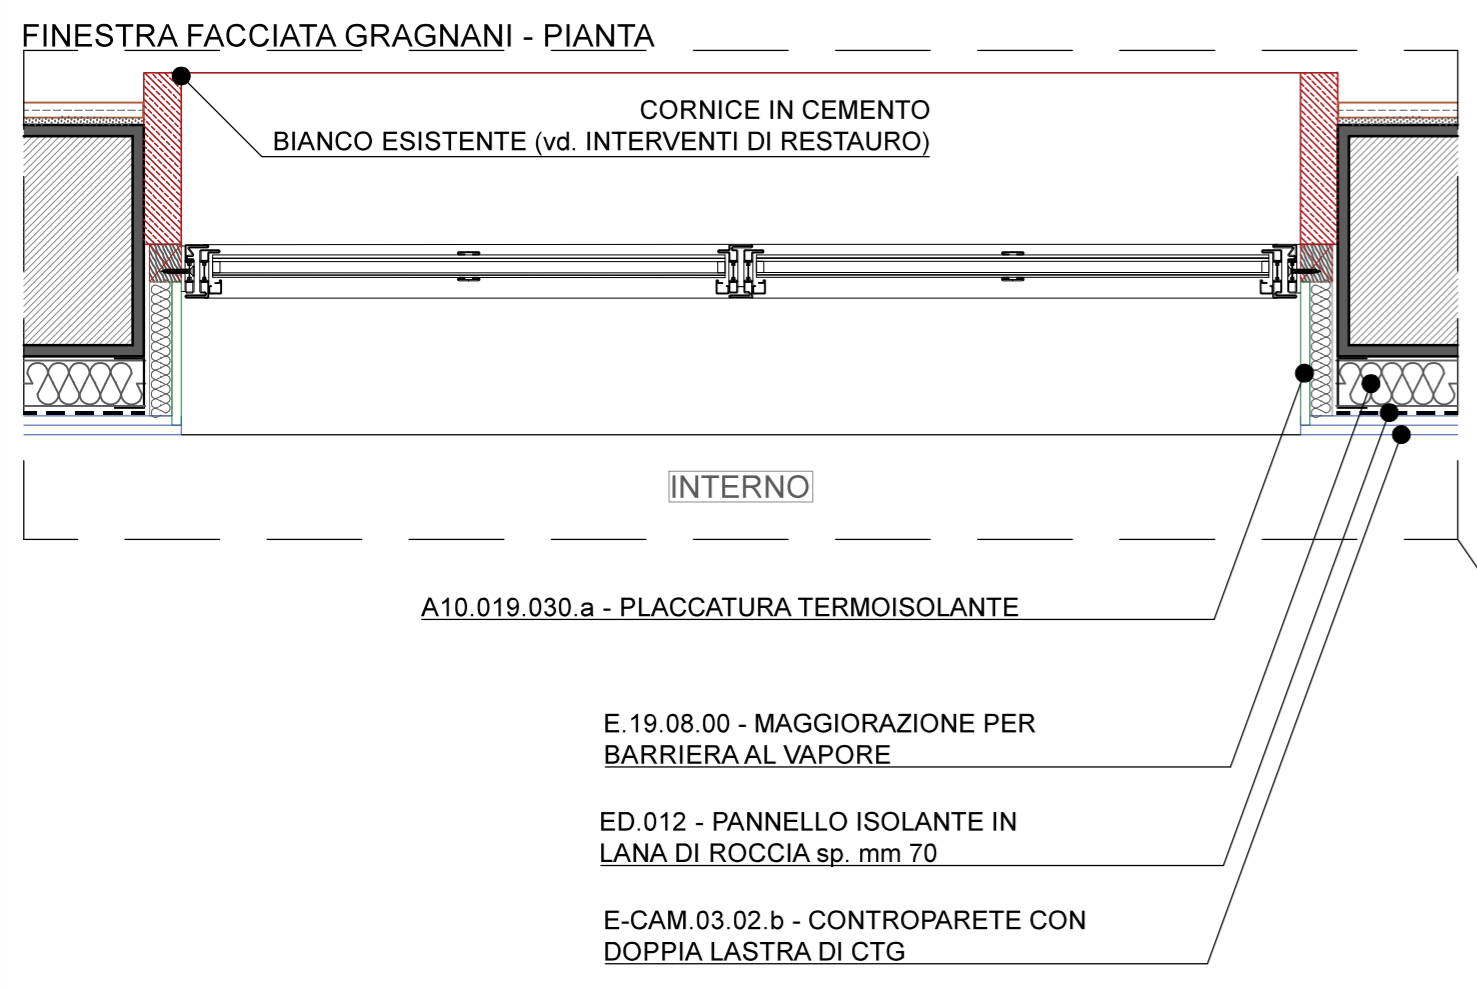 FINESTRA FACCIATA GRAGNANI - PIANTA
CORNICE IN CEMENTO
BIANCO ESISTENTE (vd. INTERVENTI DI RESTAURO)
INTERNO
A10.019.030.a - PLACCATURA TERMOISOLANTE
E.19.08.00 - MAGGIORAZIONE PER
BARRIERA AL VAPORE
ED.012 - PANNELLO ISOLANTE IN
LANA DI ROCCIA sp. mm 70
E-CAM.03.02.b - CONTROPARETE CON
DOPPIA LASTRA DI CTG